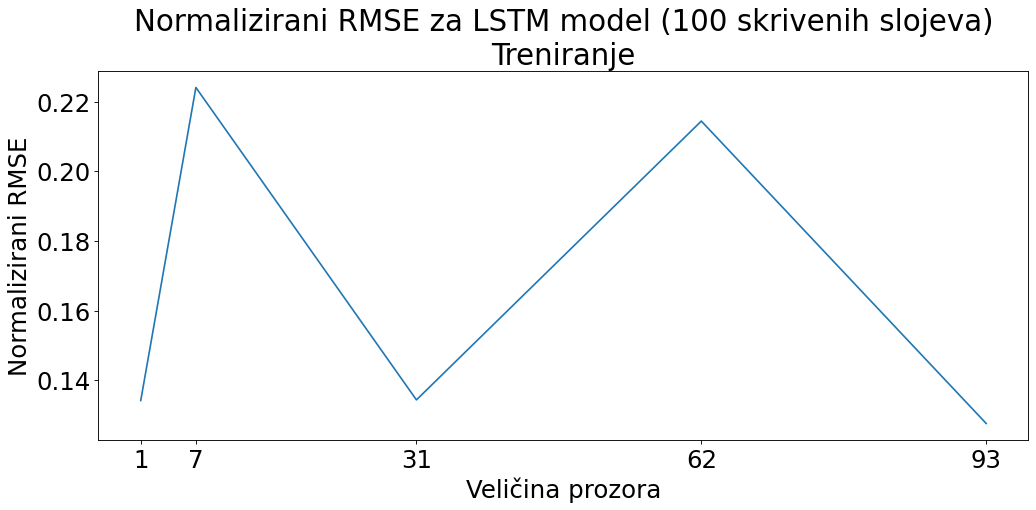 Normalizirani RMSE za LSTM model (100 skrivenih slojeva)
Treniranje
Normalizirani RMSE
0.22
0.20
0.18
0.16
0.14
1 7 31 62 93
Veličina prozora